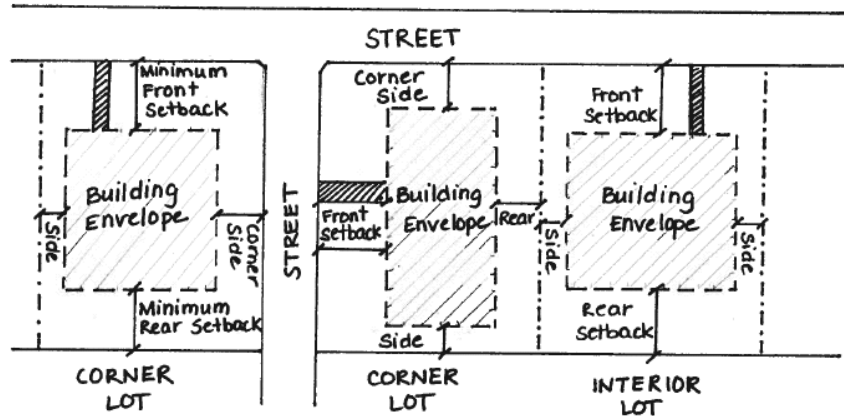 STREET
Minimum
Front
Setback
Building
Envelope
Side
Corner
Side
Minimum
Rear Setback
CORNER
LOT
STREET
Corner
Side
Front
Setback
Building
Envelope
Rear
Side
CORNER
LOT
Front
Setback
Building
Envelope
Side
Side
Rear
Setback
INTERIOR
LOT